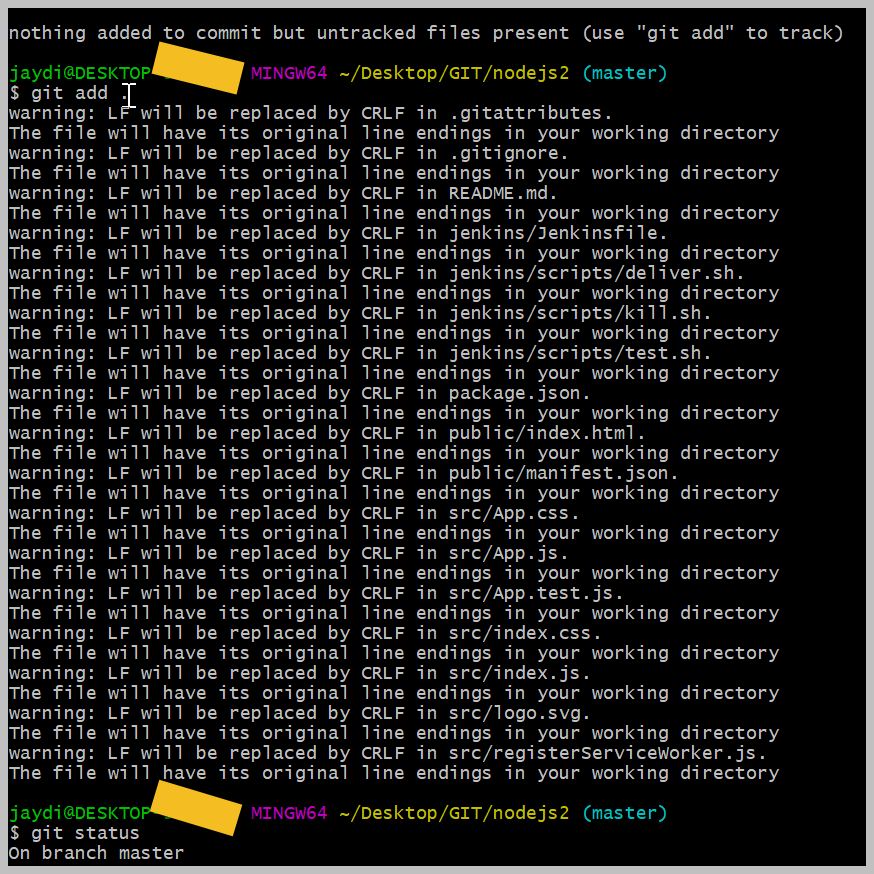 nothing added to commit but untracked files present (use "git add" to track)
jaydi@DESKTOP MINGW64 ~/Desktop/GIT/nodejs2 (master)
$ git add .
warning: LF will be replaced by CRLF in .gitattributes.
The file will have its original line endings in your working directory
warning: LF will be replaced by CRLF in .gitignore.
The file will have its original line endings in your working directory
warning: LF will be replaced by CRLF in README.md.
The file will have its original line endings in your working directory
warning: LF will be replaced by CRLF in jenkins/Jenkinsfile.
The file will have its original line endings in your working directory
warning: LF will be replaced by CRLF in jenkins/scripts/deliver.sh.
The file will have its original line endings in your working directory
warning: LF will be replaced by CRLF in jenkins/scripts/kill.sh.
The file will have its original line endings in your working directory
warning: LF will be replaced by CRLF in jenkins/scripts/test.sh.
The file will have its original line endings in your working directory
warning: LF will be replaced by CRLF in package.json.
The file will have its original line endings in your working directory
warning: LF will be replaced by CRLF in public/index.html.
The file will have its original line endings in your working directory
warning: LF will be replaced by CRLF in public/manifest.json.
The file will have its original line endings in your working directory
warning: LF will be replaced by CRLF in src/App.css.
The file will have its original line endings in your working directory
warning: LF will be replaced by CRLF in src/App.js.
The file will have its original line endings in your working directory
warning: LF will be replaced by CRLF in src/App.test.js.
The file will have its original line endings in your working directory
warning: LF will be replaced by CRLF in src/index.css.
The file will have its original line endings in your working directory
warning: LF will be replaced by CRLF in src/index.js.
The file will have its original line endings in your working directory
warning: LF will be replaced by CRLF in src/logo.svg.
The file will have its original line endings in your working directory
warning: LF will be replaced by CRLF in src/registerServiceWorker.js.
The file will have its original line endings in your working directory
jaydi@DESKTOP MINGW64 ~/Desktop/GIT/nodejs2 (master)
$ git status
On branch master